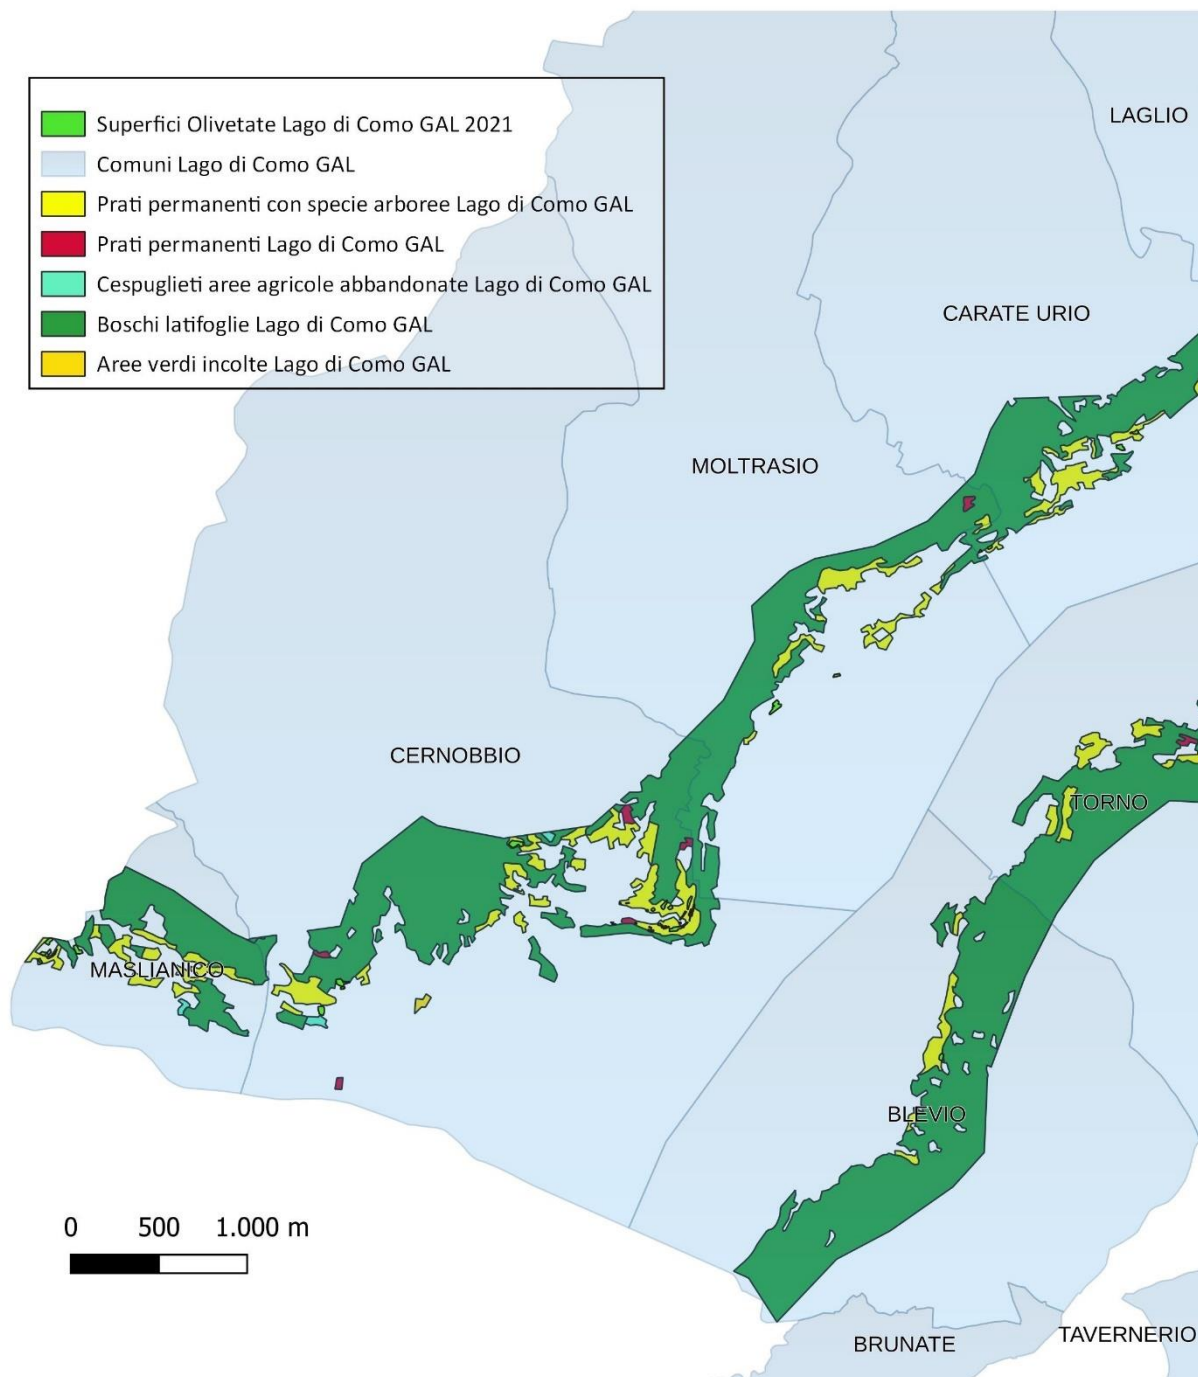 LAGLIO
Superfici Olivetate Lago di Como GAL 2021
Comuni Lago di Como GAL
Prati permanenti con specie arboree Lago di Como GAL
Prati permanenti Lago di Como GAL
Cespuglieti aree agricole abbandonate Lago di Como GAL
Boschi latifoglie Lago di Como GAL
Aree verdi incolte Lago di Como GAL
CARATE URIO
MOLTRASIO
CERNOBBIO
TORNO
MASLIANICO
BLEVIO
0 500 1.000 m
TAVERNERIO
BRUNATE